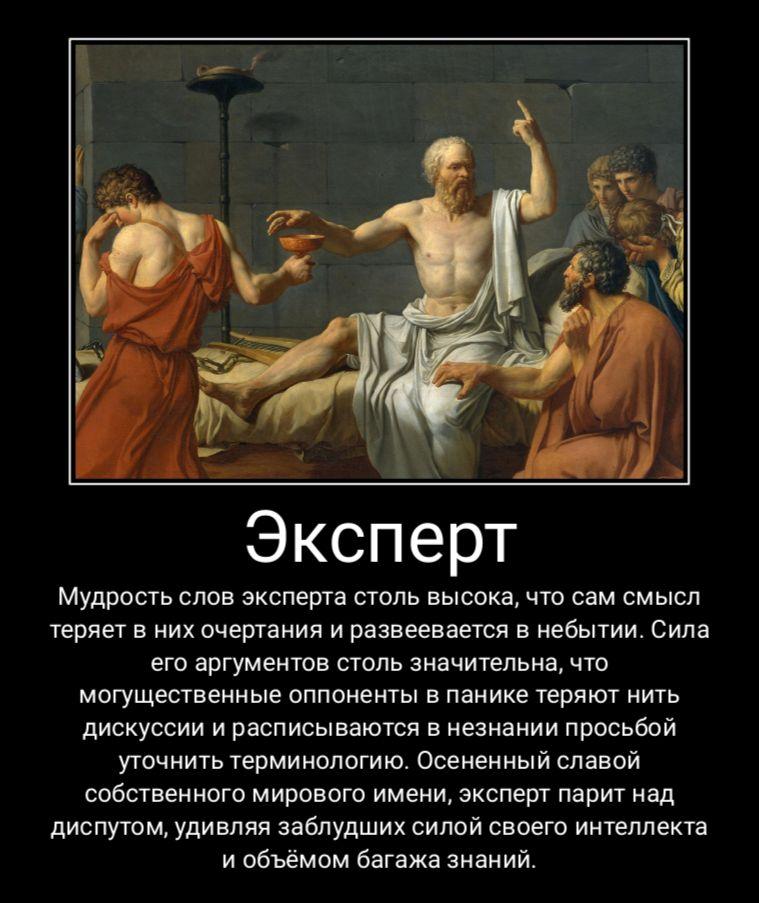 Эксперт
Мудрость слов эксперта столь высока, что сам смысл
теряет в них очертания и развеевается в небытии. Сила
его аргументов столь значительна, что
могущественные оппоненты в панике теряют нить
дискуссии и расписываются в незнании просьбой
уточнить терминологию. Осененный славой
собственного мирового имени, эксперт парит над
диспутом, удивляя заблудших силой своего интеллекта
и объёмом багажа знаний.